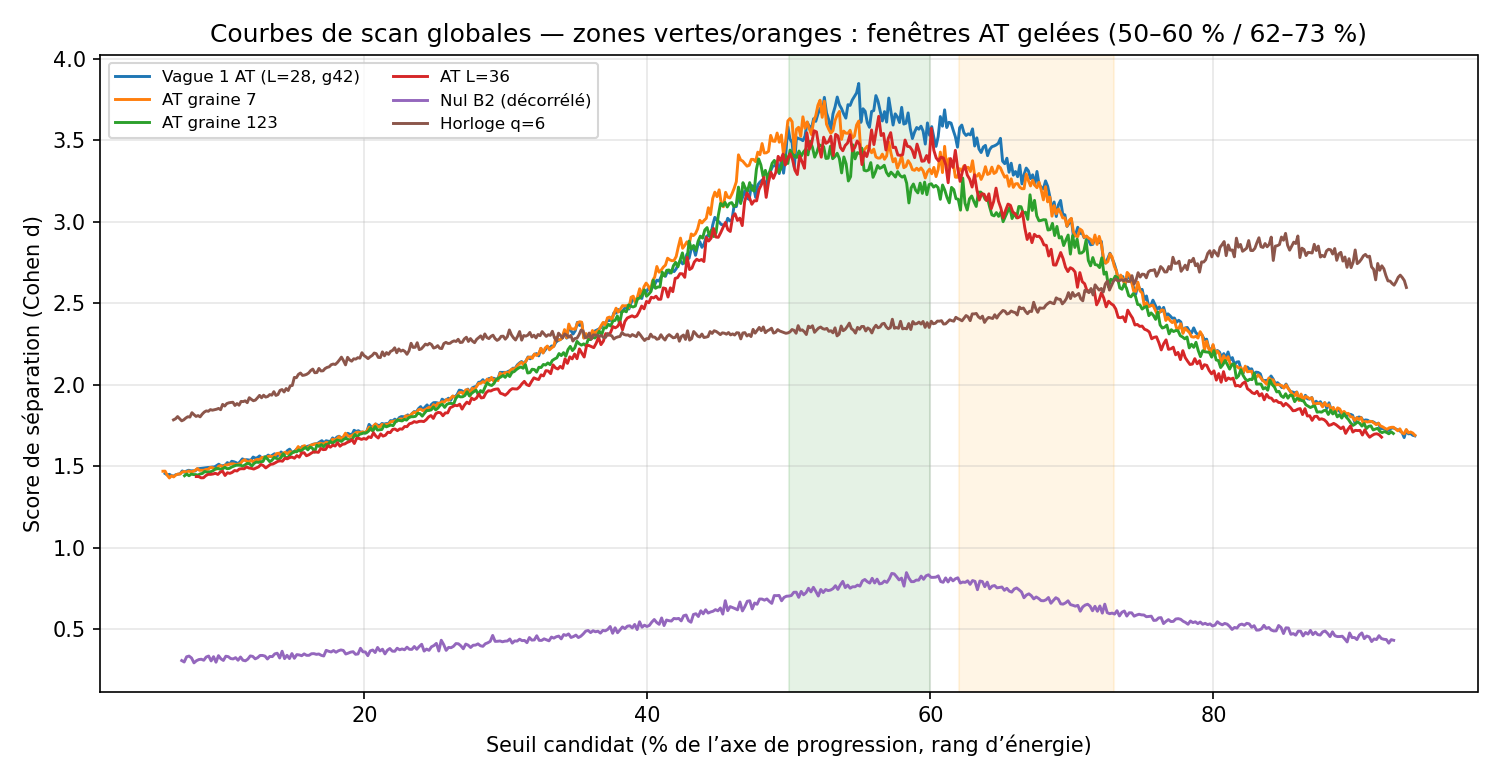 Courbes de scan globales — zones vertes/oranges : fenêtres AT gelées (50–60 % / 62–73 %)
Vague 1 AT (L=28, g42)
AT graine 7
AT graine 123
AT L=36
Nul B2 (décorrélé)
Horloge q=6
Score de séparation (Cohen d)
4.0
3.5
3.0
2.5
2.0
1.5
1.0
0.5
20
40
60
80
Seuil candidat (% de l’axe de progression, rang d’énergie)